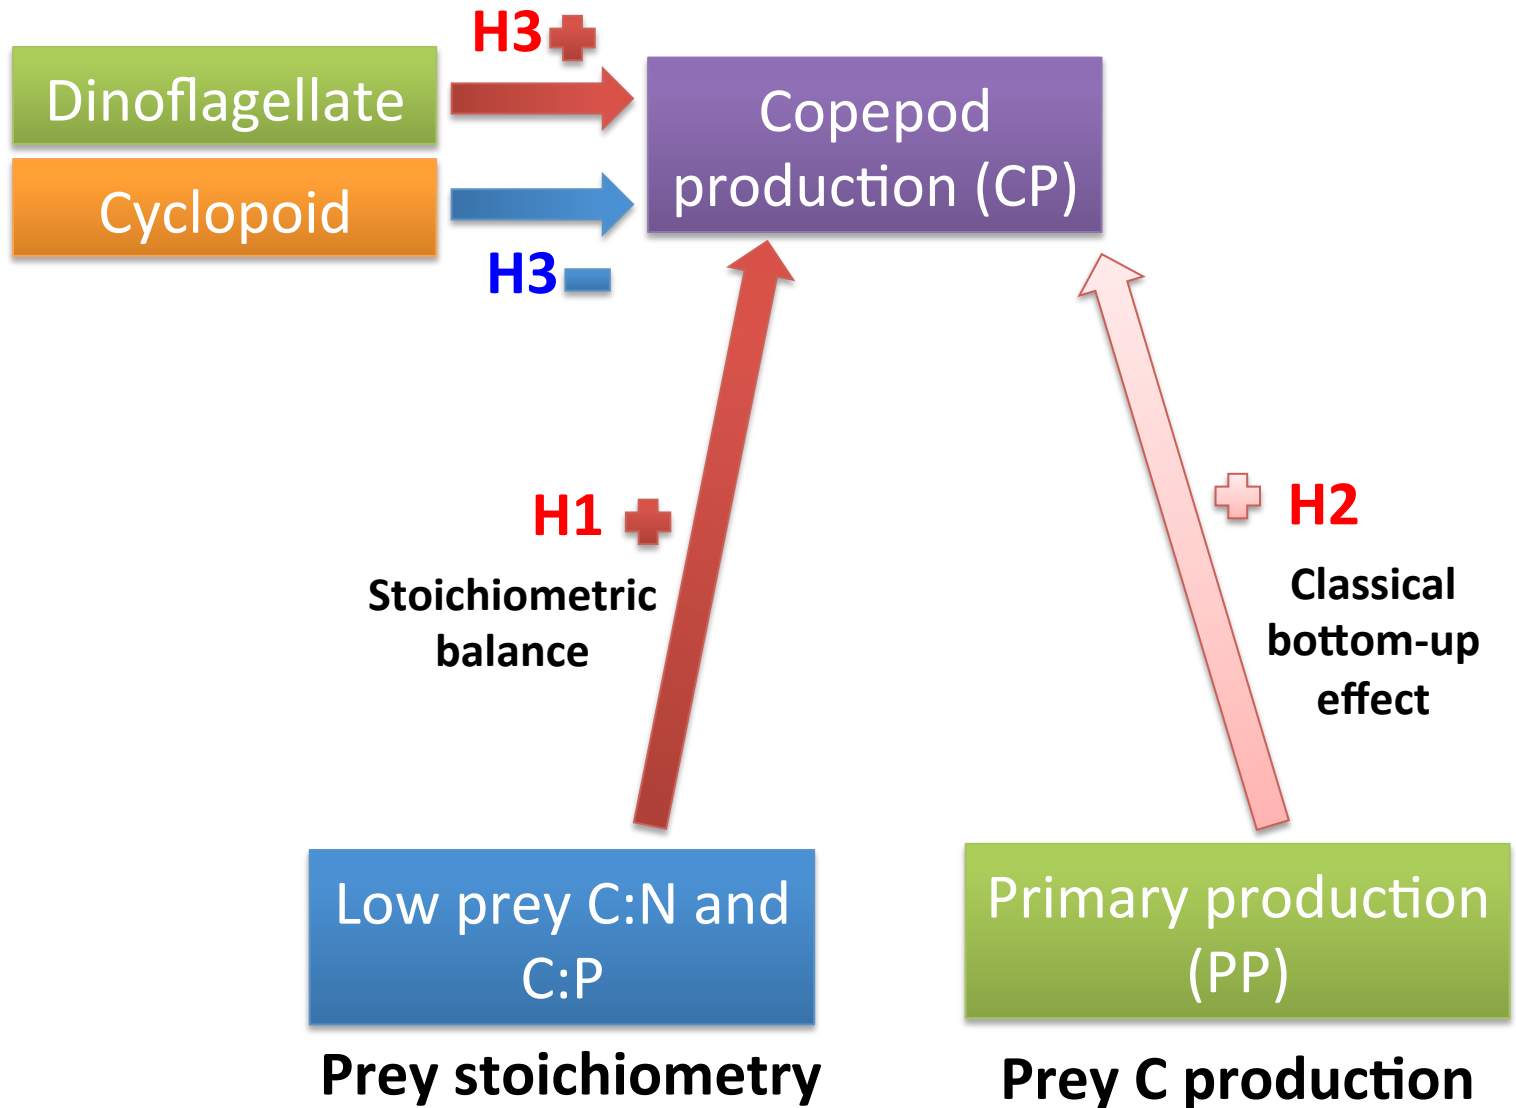 H3
Dinoflagellate
Cyclopoid
H3
Copepod
production (CP)
H1
Stoichiometric
balance
H2
Classical
bottom-up
effect
Low prey C:N and
C:P
Prey stoichiometry
Primary production
(PP)
Prey C production